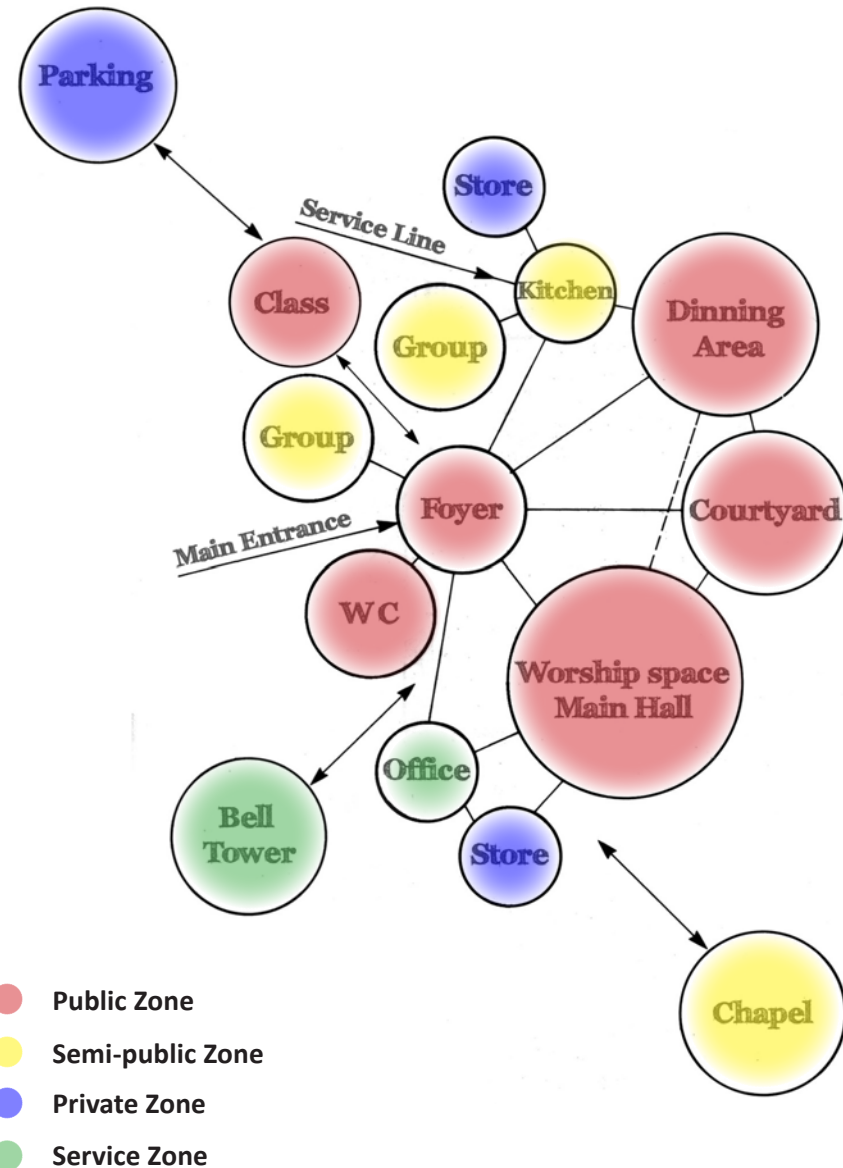 Parking
Store
Service Line
Kitchen
Class
Dinning
Area
Group
Group
Foyer
Courtyard
Main Entrance
WC
Worship space
Main Hall
Office
Bell
Tower
Store
Chapel
Public Zone
Semi-public Zone
Private Zone
Service Zone